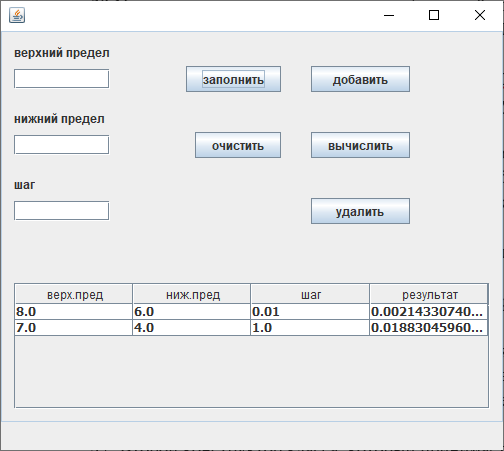 верхний предел
заполнить добавить
нижний предел
очистить вычислить
шаг
удалить
верх.пред ниж.пред шаг результат
8.0 6.0 0.01 0.00214330740...
7.0 4.0 1.0 0.01883045960...